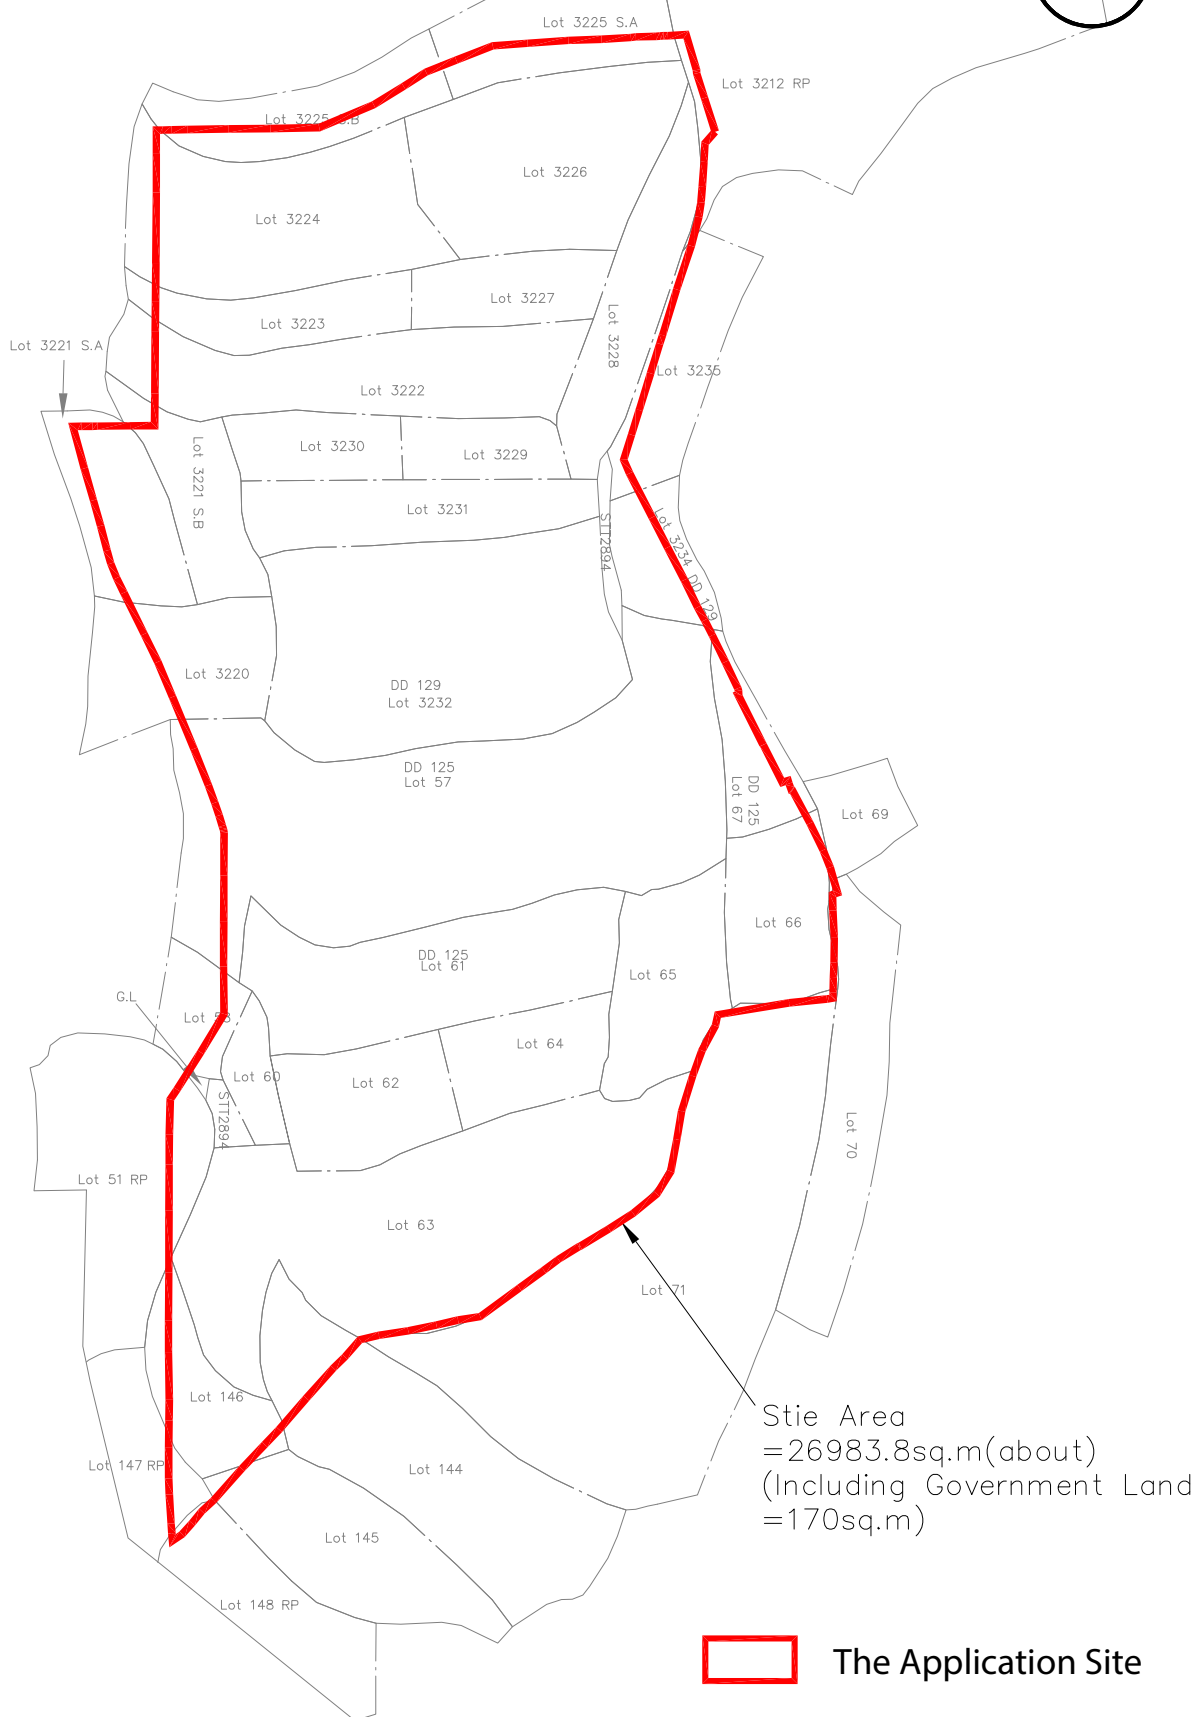 Lot 3225 S.A
Lot 3212 RP
Lot 3225 S.B
Lot 3226
Lot 3224
Lot 3227
Lot 3223
Lot 3228
Lot 3221 S.A
Lot 3235
Lot 3222
Lot 3230
Lot 3229
Lot 3221 S.B
Lot 3231
STT2894
Lot 3234 DD 129
Lot 3220
DD 129
Lot 3232
DD 125
Lot 57
DD 125
Lot 67
Lot 69
Lot 66
DD 125
Lot 61
Lot 65
G.L
Lot 58
Lot 64
Lot 60
Lot 62
STT2894
Lot 70
Lot 51 RP
Lot 63
Lot 71
Lot 146
Stie Area
=26983.8sq.m(about)
(Including Government Land
=170sq.m)
Lot 147 RP
Lot 144
Lot 145
Lot 148 RP
The Application Site